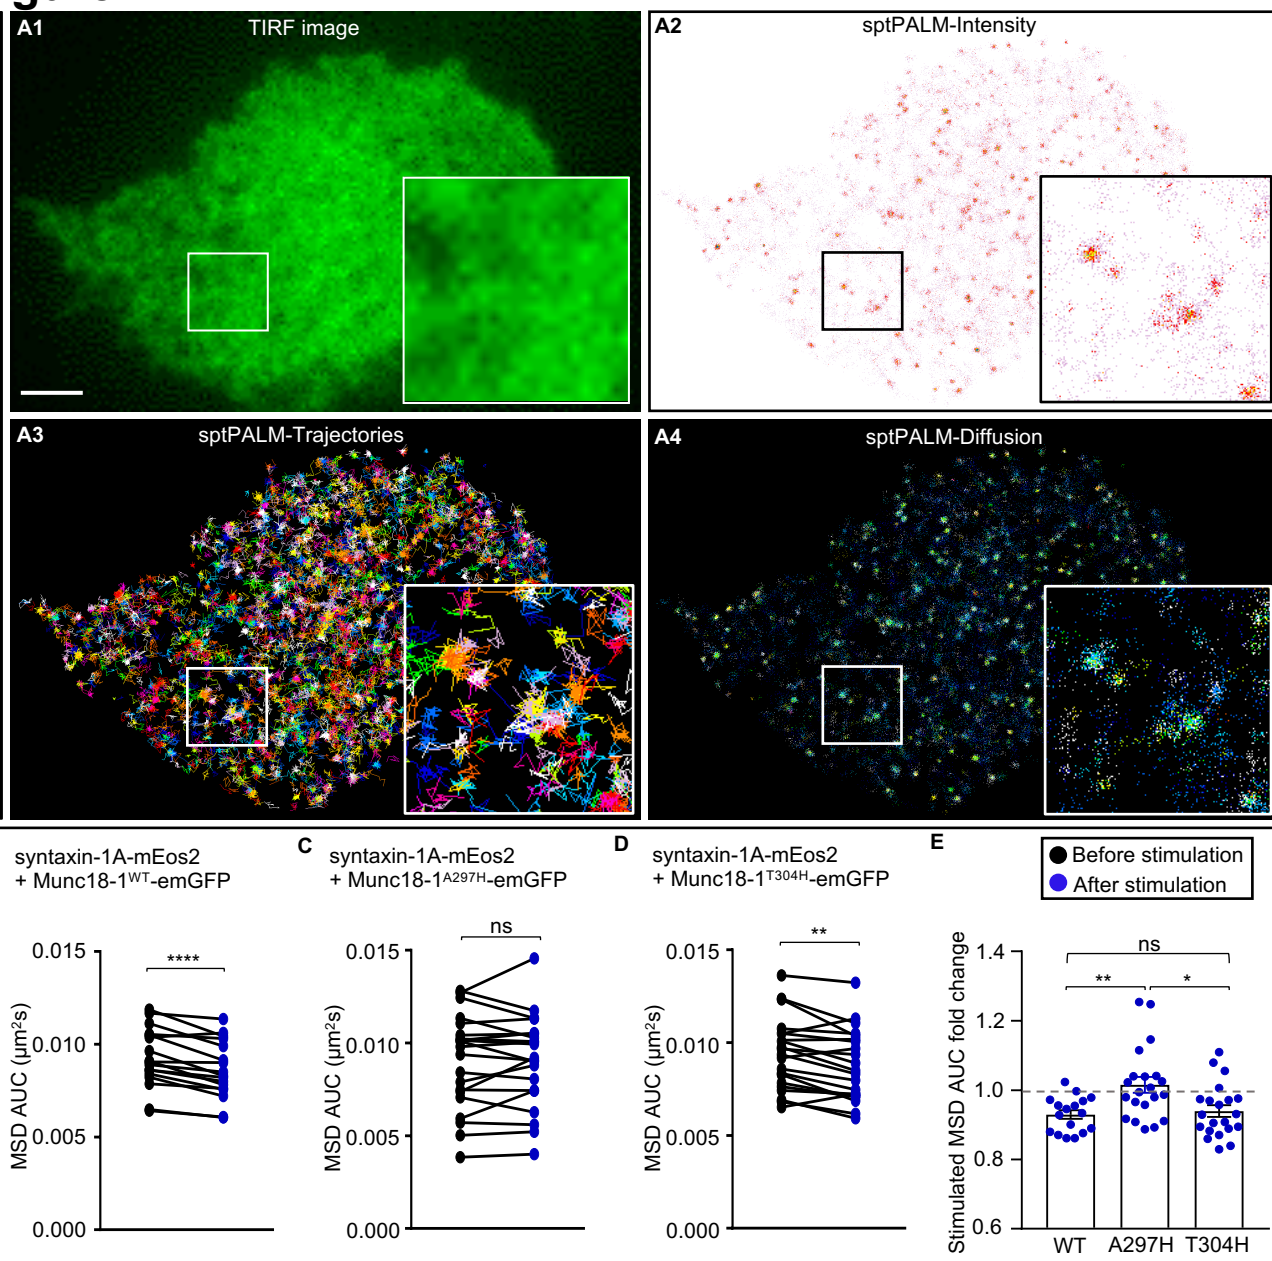 A1
TIRF image
A2
sptPALM-Intensity
A3
sptPALM-Trajectories
A4
sptPALM-Diffusion
syntaxin-1A-mEos2
+ Munc18-1ᵂᵀ-emGFP
0.015
0.010
0.005
0.000
MSD AUC (μm²s)
****
C
syntaxin-1A-mEos2
+ Munc18-1ᴬ²⁹⁷ᴴ-emGFP
0.015
0.010
0.005
0.000
MSD AUC (μm²s)
ns
D
syntaxin-1A-mEos2
+ Munc18-1ᵀ³⁰⁴ᴴ-emGFP
0.015
0.010
0.005
0.000
MSD AUC (μm²s)
**
E
Before stimulation
After stimulation
Stimulated MSD AUC fold change
1.4
1.2
1.0
0.8
0.6
ns
** *
WT A297H T304H